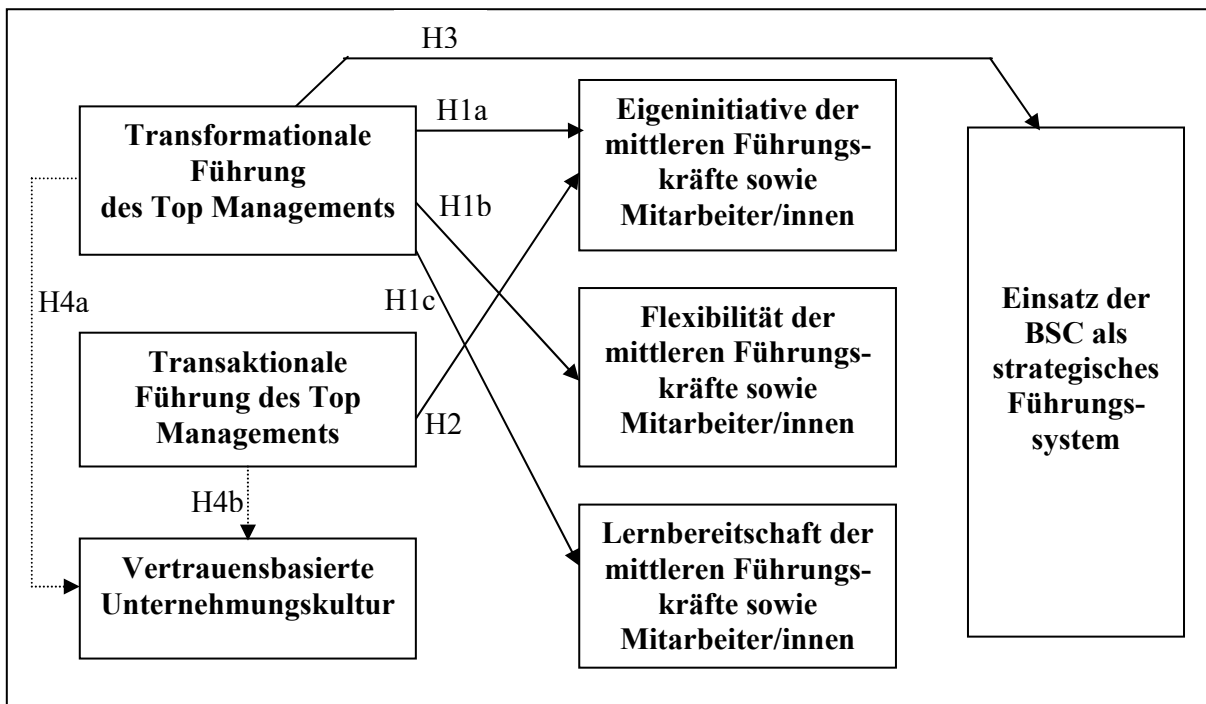 H3
Transformationale
Führung
des Top Managements
H1a
H1b
H1c
H4a
Transaktionale
Führung des Top
Managements
H2
H4b
Vertrauensbasierte
Unternehmungskultur
Eigeninitiative der
mittleren Führungs-
kräfte sowie
Mitarbeiter/innen
Flexibilität der
mittleren Führungs-
kräfte sowie
Mitarbeiter/innen
Lernbereitschaft der
mittleren Führungs-
kräfte sowie
Mitarbeiter/innen
Einsatz der
BSC als
strategisches
Führungs-
system